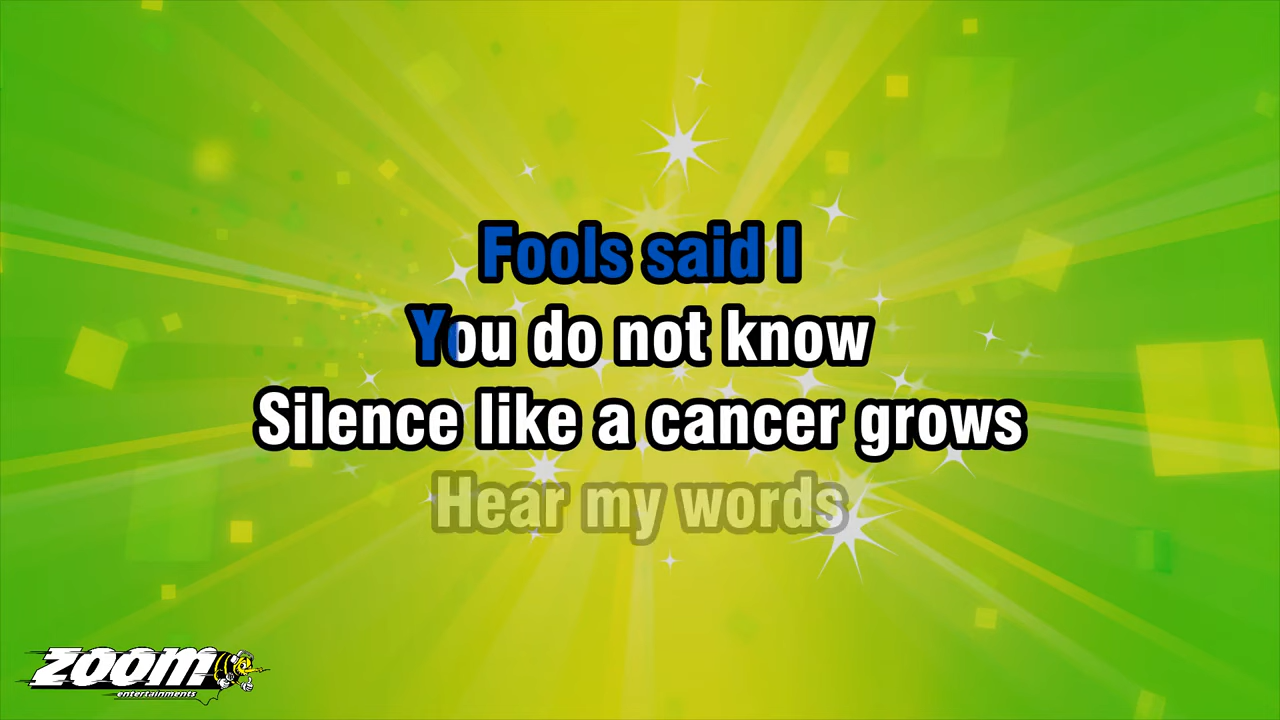 Fools said I
You do not know
Silence like a cancer grows
Hear my words
ZOOM
entertainments